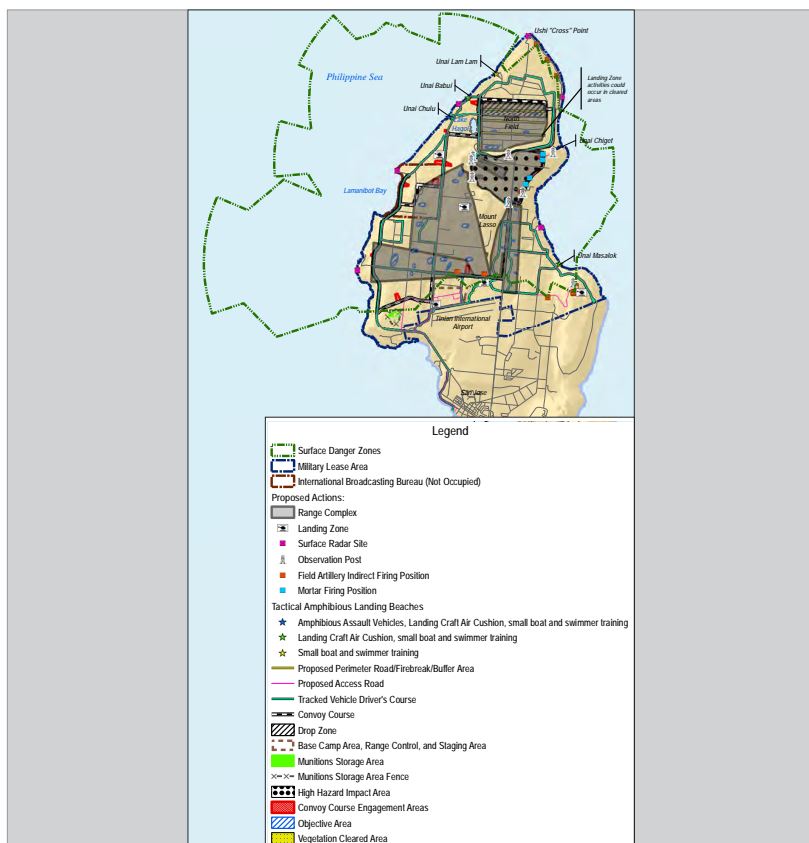 Ushi "Cross" Point
Unai Lam Lam
Philippine Sea
Landing Zone
activities could
occur in cleared
areas
Unai Babui
Unai Chulu
Lake
Hagoi
North
Field
Unai Chiget
Lamanibot Bay
Mount
Lasso
Unai Masalok
Tinian International
Airport
San Jose
Legend
Surface Danger Zones
Military Lease Area
International Broadcasting Bureau (Not Occupied)
Proposed Actions:
Range Complex
Landing Zone
Surface Radar Site
Observation Post
Field Artillery Indirect Firing Position
Mortar Firing Position
Tactical Amphibious Landing Beaches
Amphibious Assault Vehicles, Landing Craft Air Cushion, small boat and swimmer training
Landing Craft Air Cushion, small boat and swimmer training
Small boat and swimmer training
Proposed Perimeter Road/Firebreak/Buffer Area
Proposed Access Road
Tracked Vehicle Driver's Course
Convoy Course
Drop Zone
Base Camp Area, Range Control, and Staging Area
Munitions Storage Area
Munitions Storage Area Fence
High Hazard Impact Area
Convoy Course Engagement Areas
Objective Area
Vegetation Cleared Area